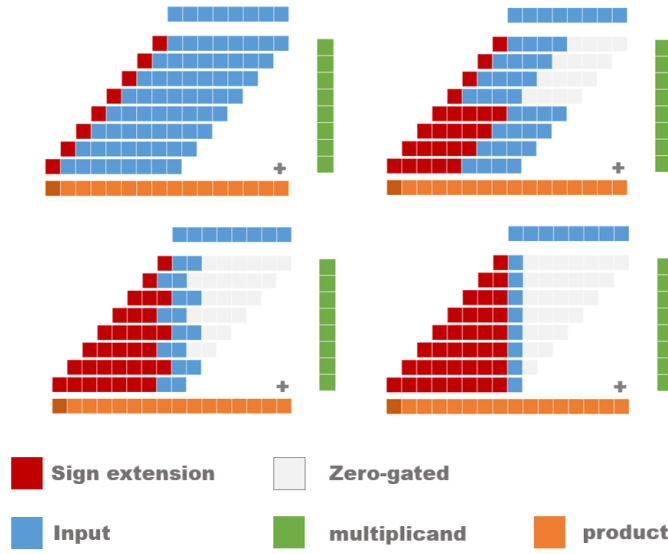 +
+
+
+
Sign extension
Zero-gated
Input
multiplicand
product